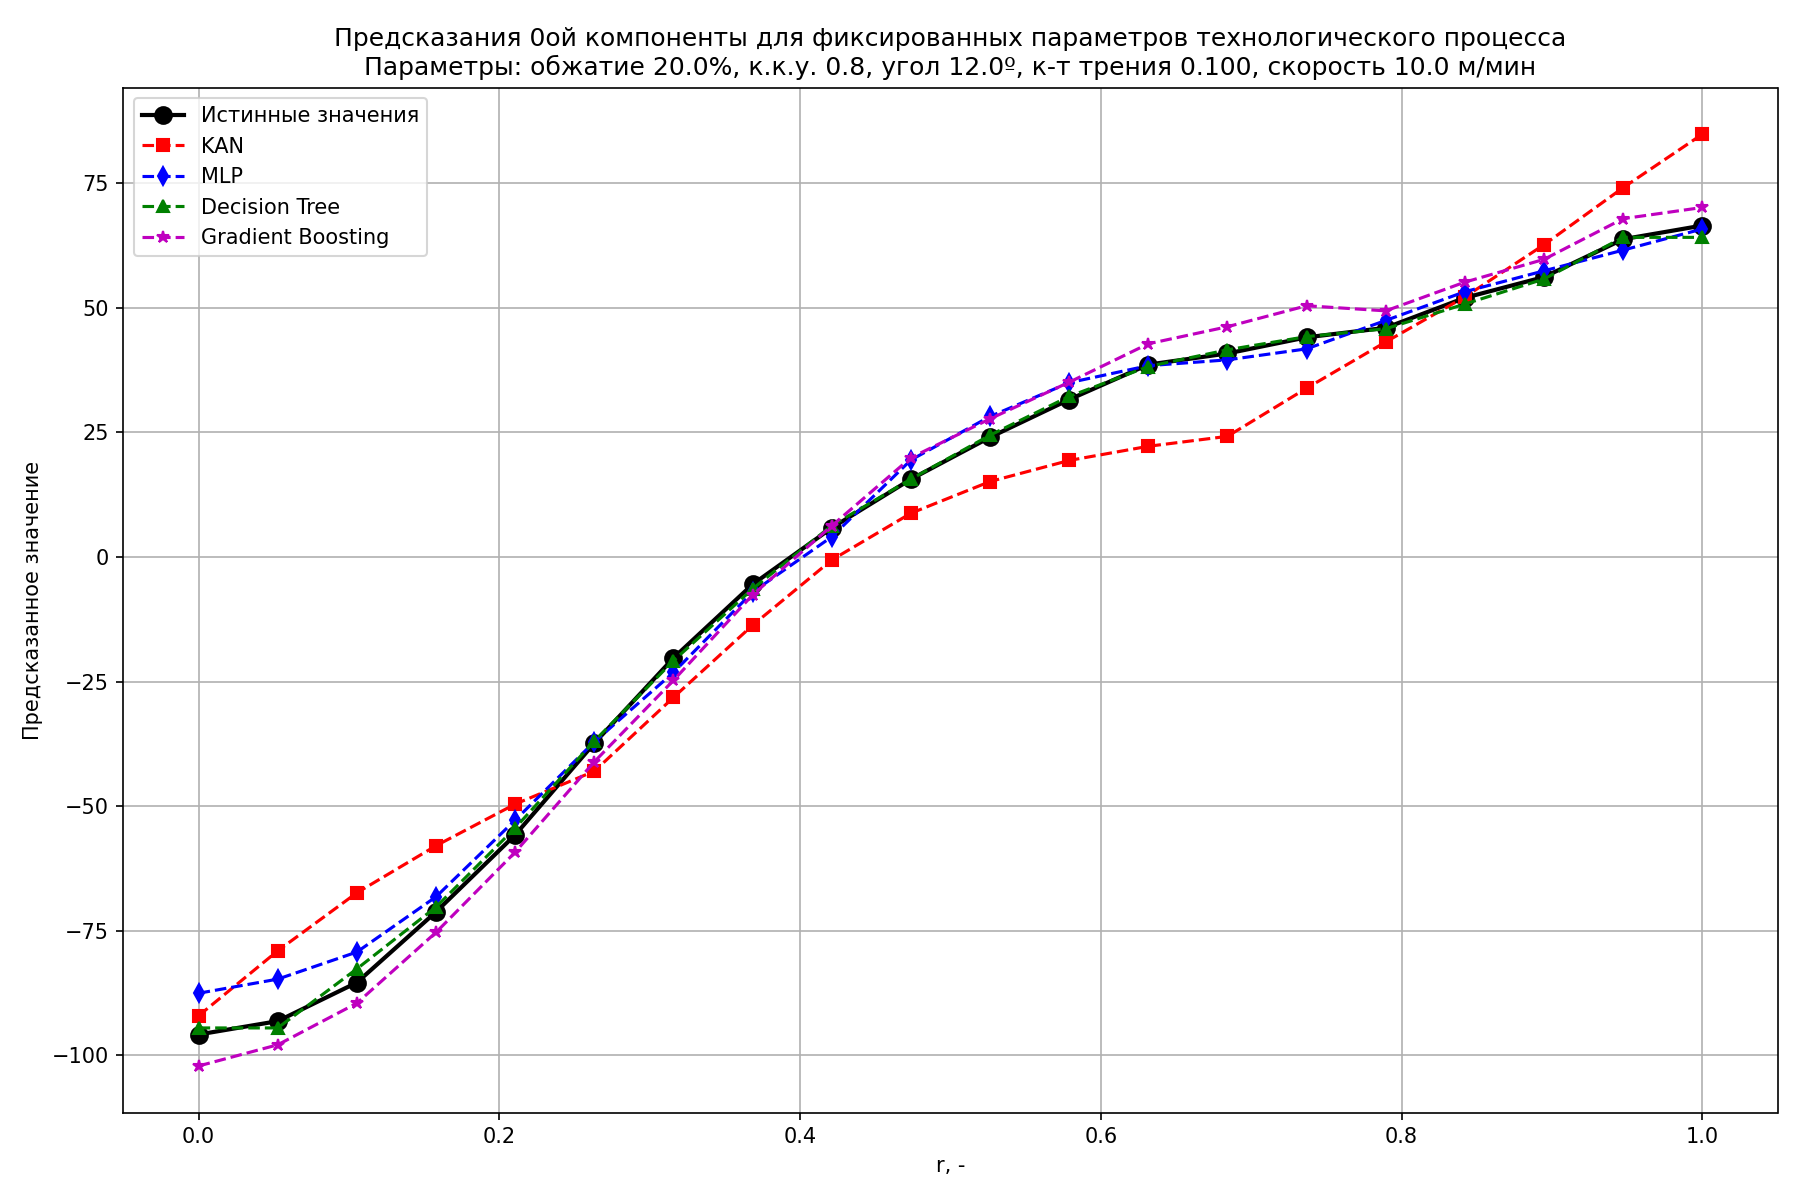 Предсказания 0ой компоненты для фиксированных параметров технологического процесса
Параметры: обжатие 20.0%, к.к.у. 0.8, угол 12.0º, к-т трения 0.100, скорость 10.0 м/мин
Истинные значения
KAN
MLP
Decision Tree
Gradient Boosting
Предсказанное значение
75
50
25
0
−25
−50
−75
−100
0.0
0.2
0.4
0.6
0.8
1.0
r, -